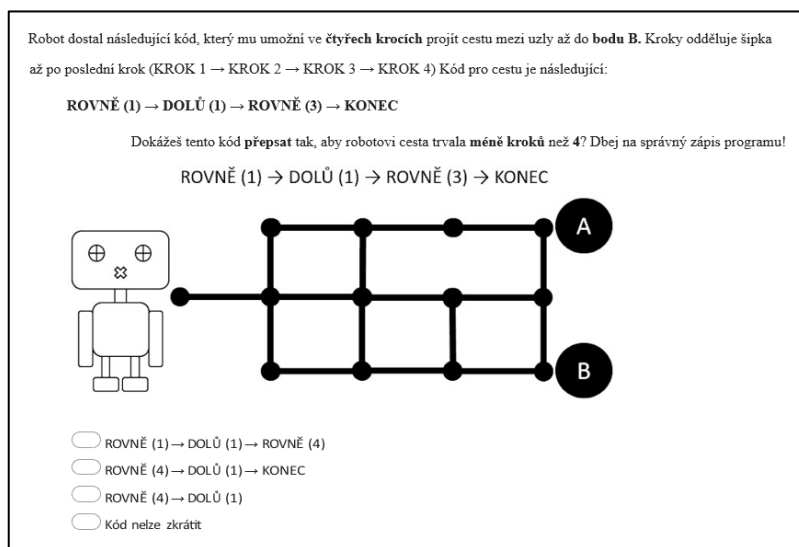 Robot dostal následující kód, který mu umožní ve čtyřech krocích projít cestu mezi uzly až do bodu B. Kroky odděluje šipka
až po poslední krok (KROK 1 → KROK 2 → KROK 3 → KROK 4) Kód pro cestu je následující:
ROVNĚ (1) → DOLŮ (1) → ROVNĚ (3) → KONEC
Dokážeš tento kód přepsat tak, aby robotovi cesta trvala méně kroků než 4? Dbej na správný zápis programu!
ROVNĚ (1) → DOLŮ (1) → ROVNĚ (3) → KONEC
A
B
ROVNĚ (1) → DOLŮ (1) → ROVNĚ (4)
ROVNĚ (4) → DOLŮ (1) → KONEC
ROVNĚ (4) → DOLŮ (1)
Kód nelze zkrátit